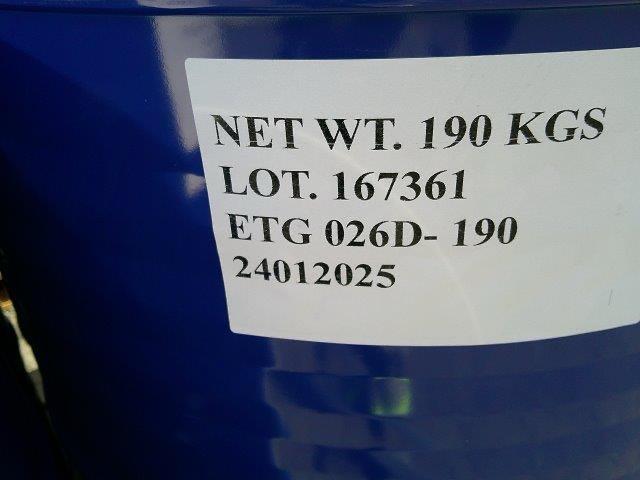 NET WT. 190 KGS
LOT. 167361
ETG 026D- 190
24012025